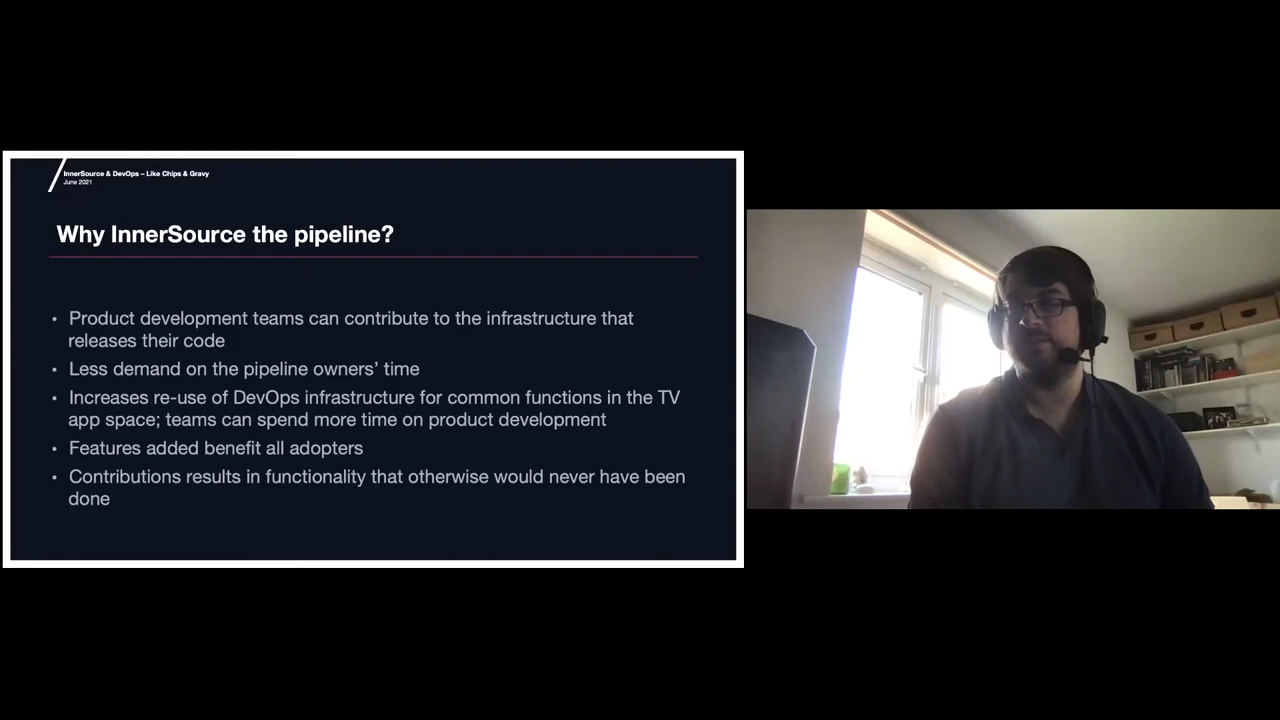 InnerSource & DevOps – Like Chips & Gravy
June 2021
Why InnerSource the pipeline?
• Product development teams can contribute to the infrastructure that
releases their code
• Less demand on the pipeline owners’ time
• Increases re-use of DevOps infrastructure for common functions in the TV
app space; teams can spend more time on product development
• Features added benefit all adopters
• Contributions results in functionality that otherwise would never have been
done